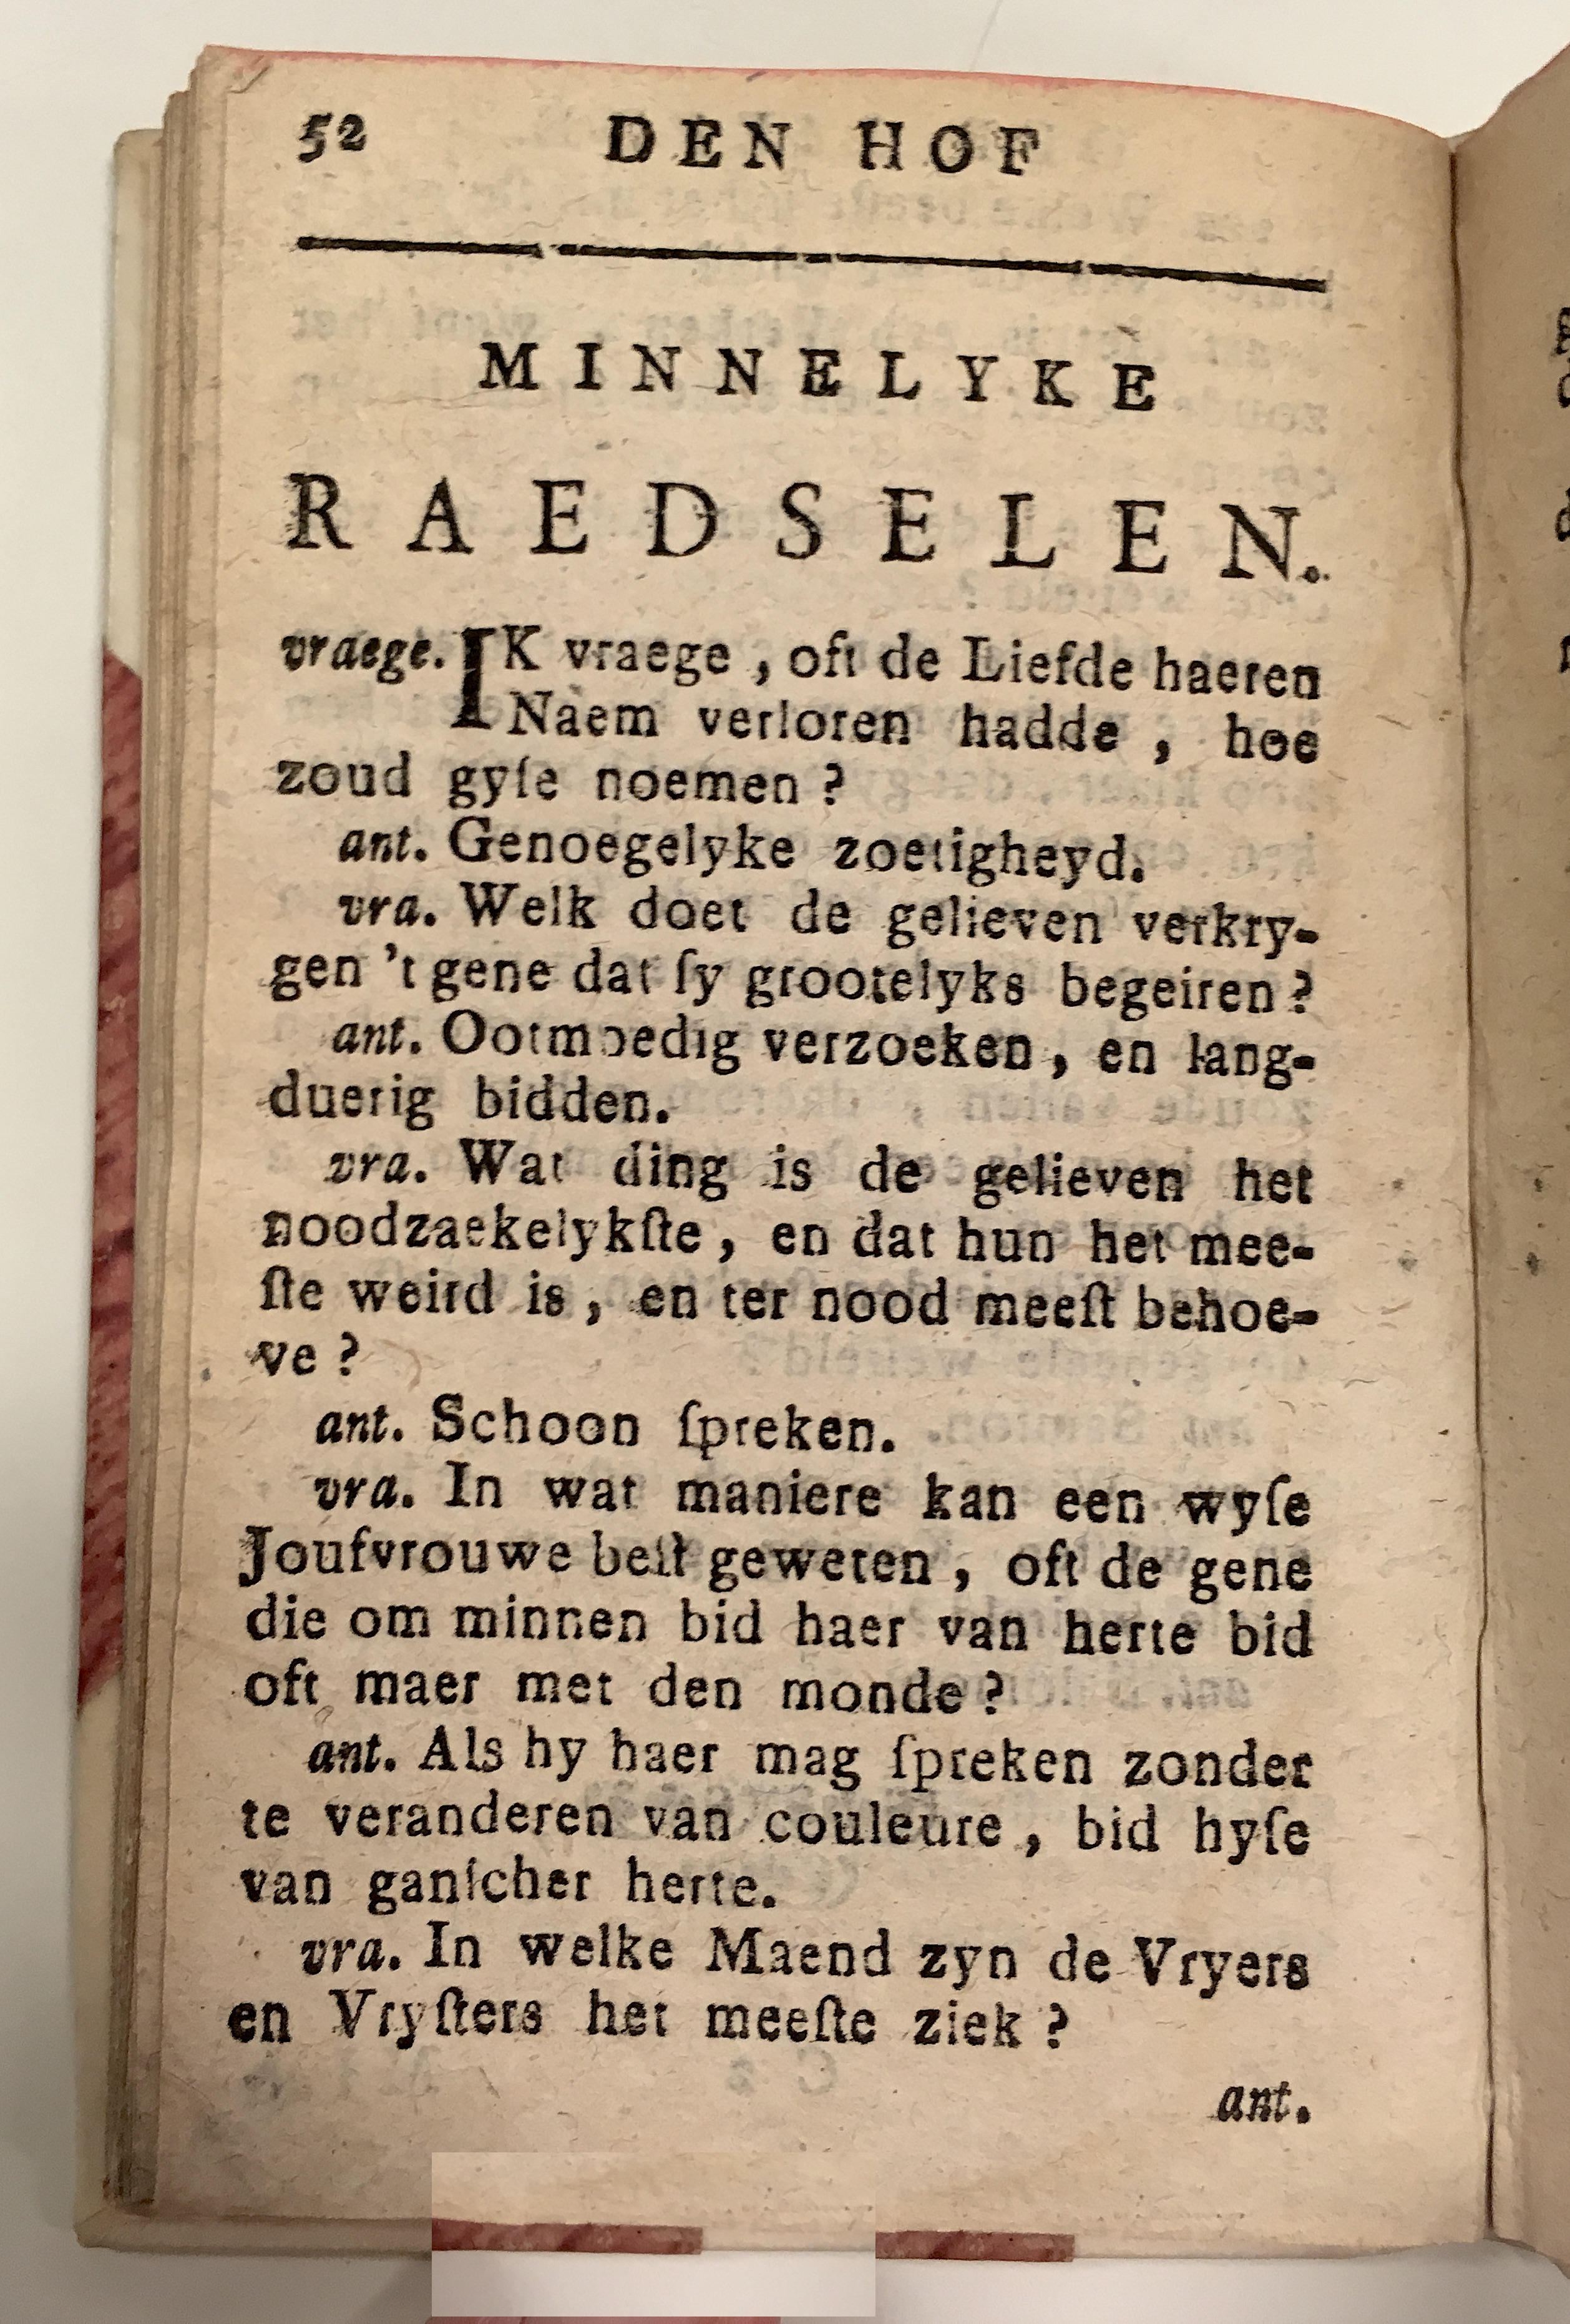 52 DEN HOF
MINNELYKE
RAEDSELEN.
vraege. IK vraege , oft de Liefde haeren
Naem verloren hadde , hoe
zoud gyſe noemen ?
ant. Genoegelyke zoetigheyd.
vra. Welk doet de gelieven verkry-
gen 't gene dat ſy grootelyks begeiren ?
ant. Ootmoedig verzoeken , en lang-
duerig bidden.
vra. Wat ding is de gelieven het
noodzaekelykſte , en dat hun het mee-
ſte weird is , en ter nood meeſt behoe-
ve ?
ant. Schoon ſpreken.
vra. In wat maniere kan een wyſe
Joufvrouwe beſt geweten , oft de gene
die om minnen bid haer van herte bid
oft maer met den monde ?
ant. Als hy haer mag ſpreken zonder
te veranderen van couleure , bid hyſe
van ganſcher herte.
vra. In welke Maend zyn de Vryers
en Vryſters het meeſte ziek ?
ant.